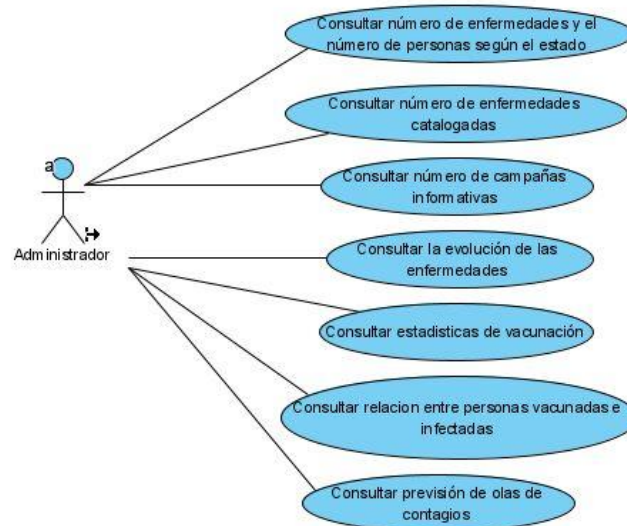 Consultar número de enfermedades y el
número de personas según el estado
Consultar número de enfermedades
catalogadas
a
Consultar número de campañas
informativas
Administrador
Consultar la evolución de las
enfermedades
Consultar estadisticas de vacunación
Consultar relacion entre personas vacunadas e
infectadas
Consultar previsión de olas de
contagios